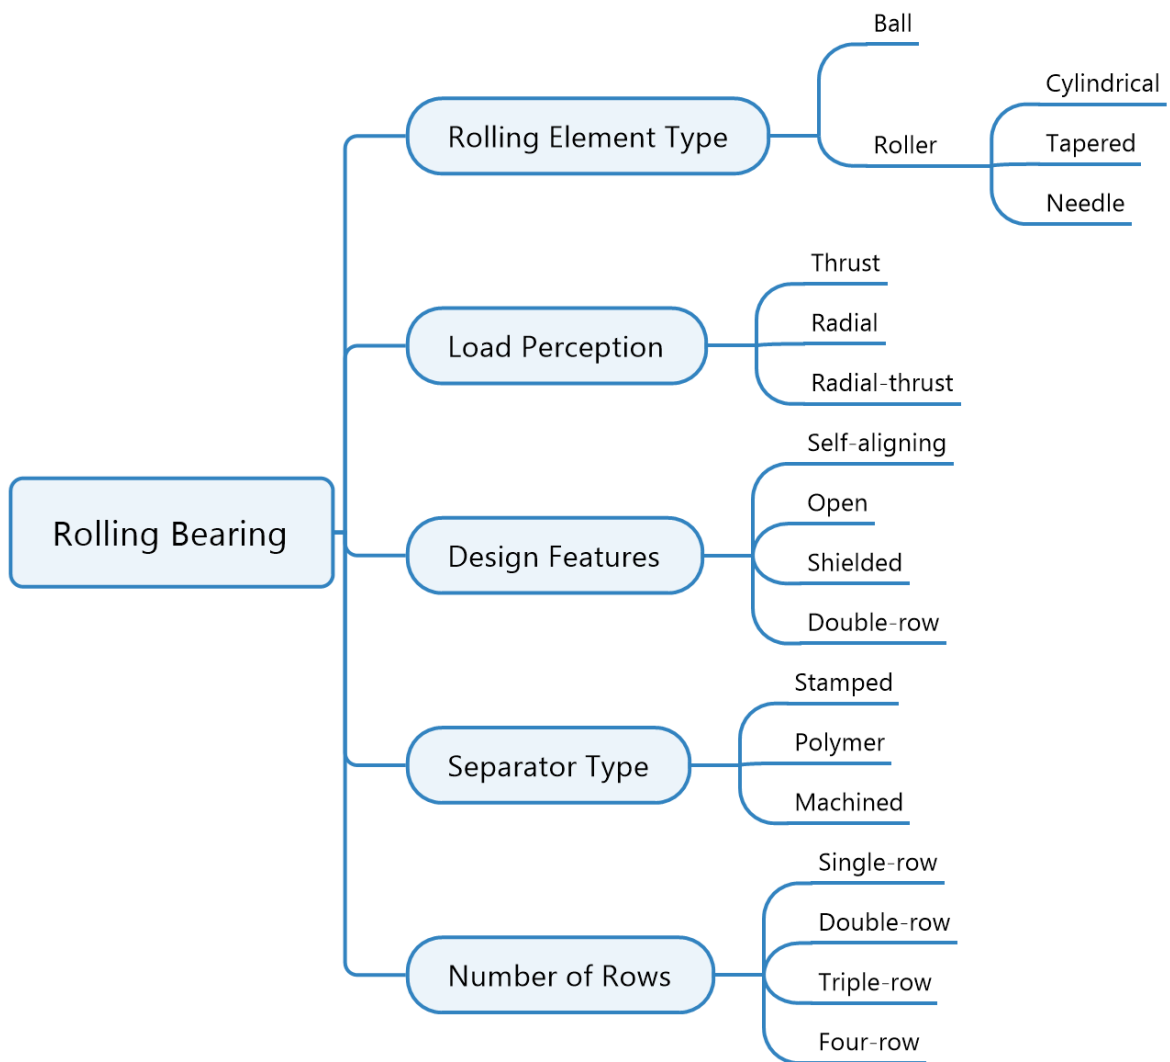 Rolling Bearing
Rolling Element Type
Ball
Roller
Cylindrical
Tapered
Needle
Load Perception
Thrust
Radial
Radial-thrust
Design Features
Self-aligning
Open
Shielded
Double-row
Separator Type
Stamped
Polymer
Machined
Number of Rows
Single-row
Double-row
Triple-row
Four-row